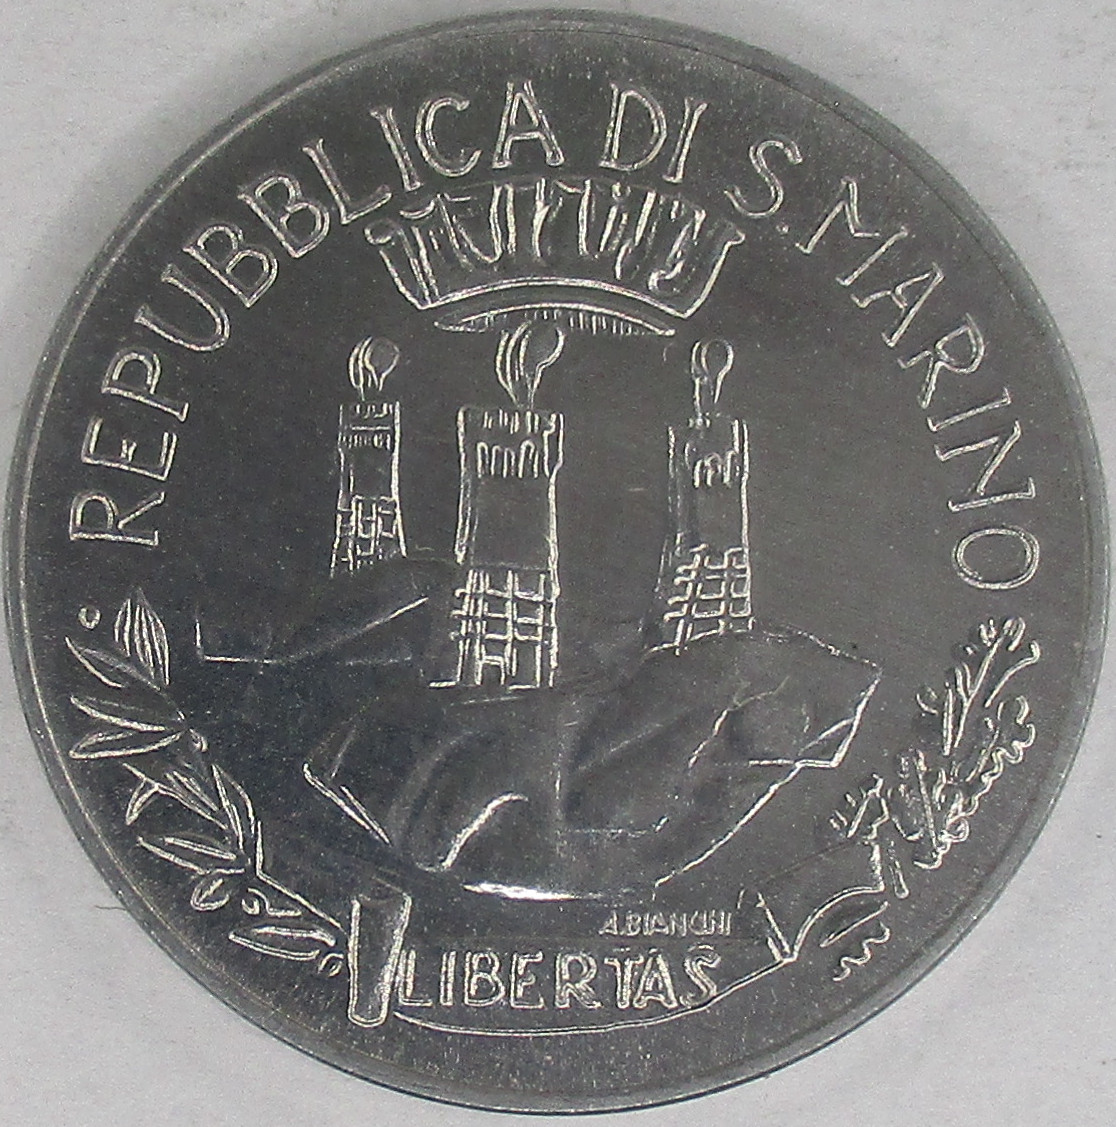 REPUBBLICA DI S. MARINO
A. BIANCHI
LIBERTAS